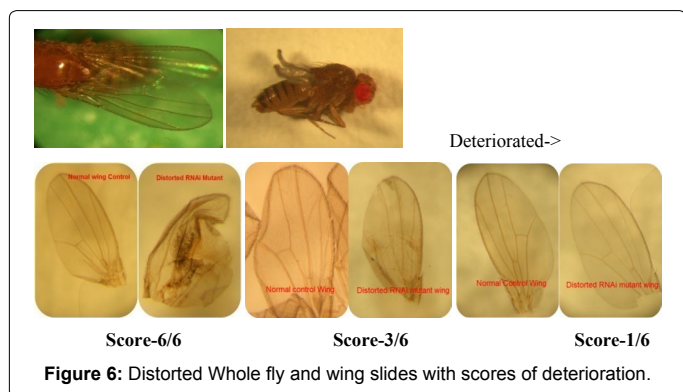 Deteriorated->
Normal wing Control
Distorted RNAi Mutant
Normal control Wing
Distorted RNAi mutant wing
Normal Control Wing
Distorted RNAi mutant wing
Score-6/6
Score-3/6
Score-1/6
Figure 6: Distorted Whole fly and wing slides with scores of deterioration.